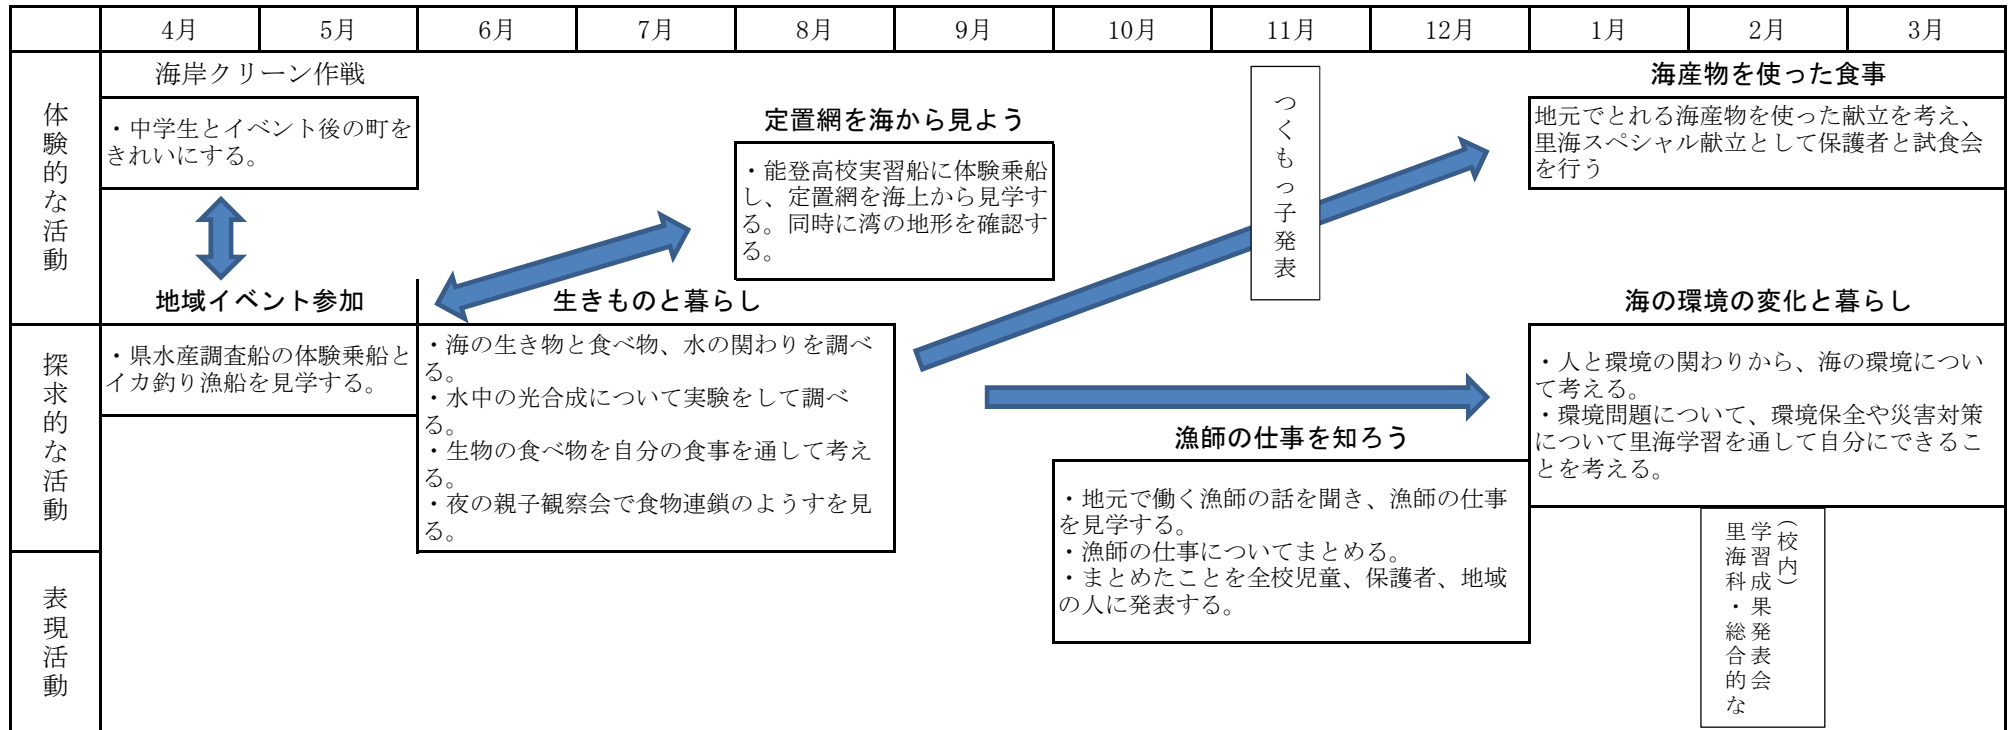 4月 5月 6月 7月 8月 9月 10月 11月 12月 1月 2月 3月
体験的な活動
海岸クリーン作戦
・中学生とイベント後の町を
きれいにする。
定置網を海から見よう
・能登高校実習船に体験乗船
し、定置網を海上から見学す
る。同時に湾の地形を確認す
る。
つくもっ子発表
海産物を使った食事
地元でとれる海産物を使った献立を考え、
里海スペシャル献立として保護者と試食会
を行う
探求的な活動
地域イベント参加
・県水産調査船の体験乗船と
イカ釣り漁船を見学する。
生きものと暮らし
・海の生き物と食べ物、水の関わりを調べ
る。
・水中の光合成について実験をして調べ
る。
・生物の食べ物を自分の食事を通して考え
る。
・夜の親子観察会で食物連鎖のようすを見
る。
漁師の仕事を知ろう
・地元で働く漁師の話を聞き、漁師の仕事
を見学する。
・漁師の仕事についてまとめる。
・まとめたことを全校児童、保護者、地域
の人に発表する。
海の環境の変化と暮らし
・人と環境の関わりから、海の環境につい
て考える。
・環境問題について、環境保全や災害対策
について里海学習を通して自分にできるこ
とを考える。
表現活動
(校内)
学習成果発表会
里海科・総合的な